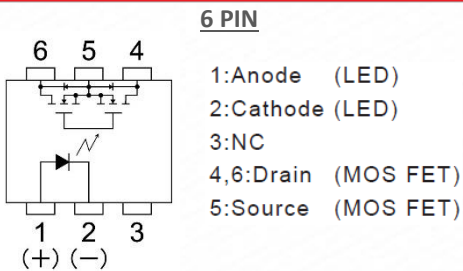 6 PIN
6 5 4
1:Anode (LED)
2:Cathode (LED)
3:NC
4,6:Drain (MOS FET)
5:Source (MOS FET)
1 2 3
(+) (−)